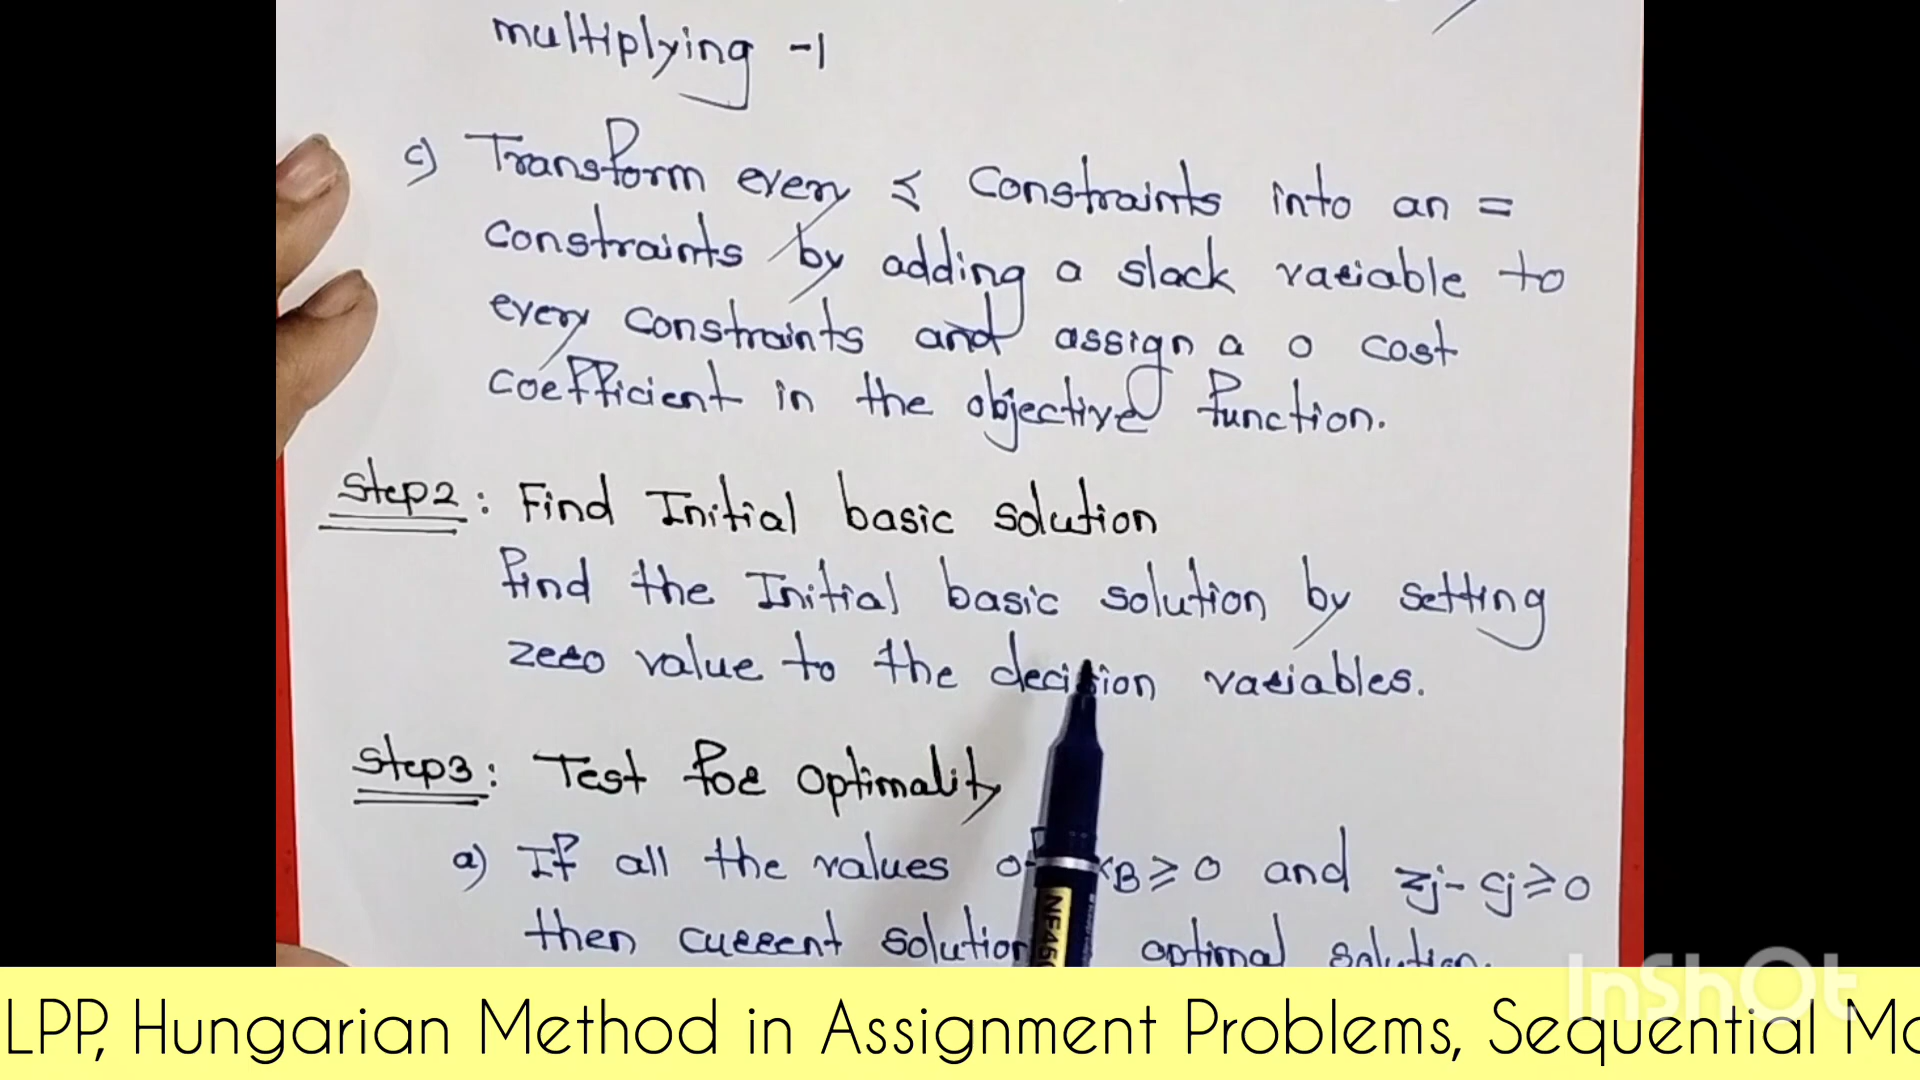 multiplying -1
c) Transform every ≤ constraints into an =
constraints by adding a slack variable to
every constraints and assign a 0 cost
coefficient in the objective function.
Step2: Find Initial basic solution
find the Initial basic solution by setting
zero value to the decision variables.
Step3: Test for optimality
a) If all the values of XB ≥ 0 and zj - cj ≥ 0
then current solution optimal solution.
LPP, Hungarian Method in Assignment Problems, Sequential Mo
InShOt